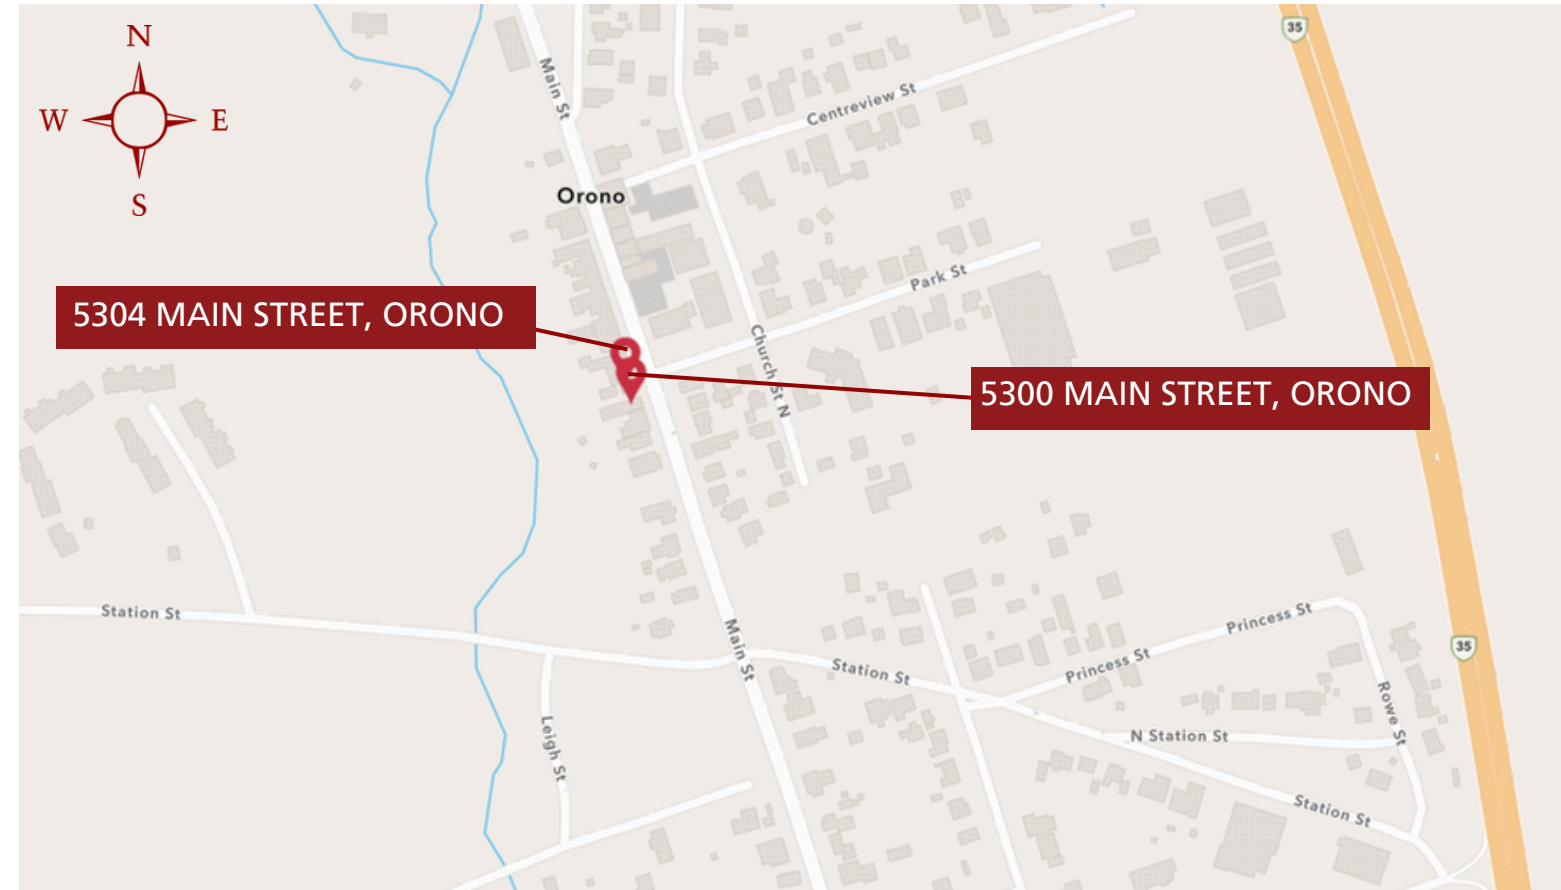 N
W E
S
35
Main St
Centreview St
Orono
Park St
5304 MAIN STREET, ORONO
Church St N
5300 MAIN STREET, ORONO
Station St
Princess St
Main St
Princess St
35
Station St
Rowe St
Leigh St
N Station St
Station St